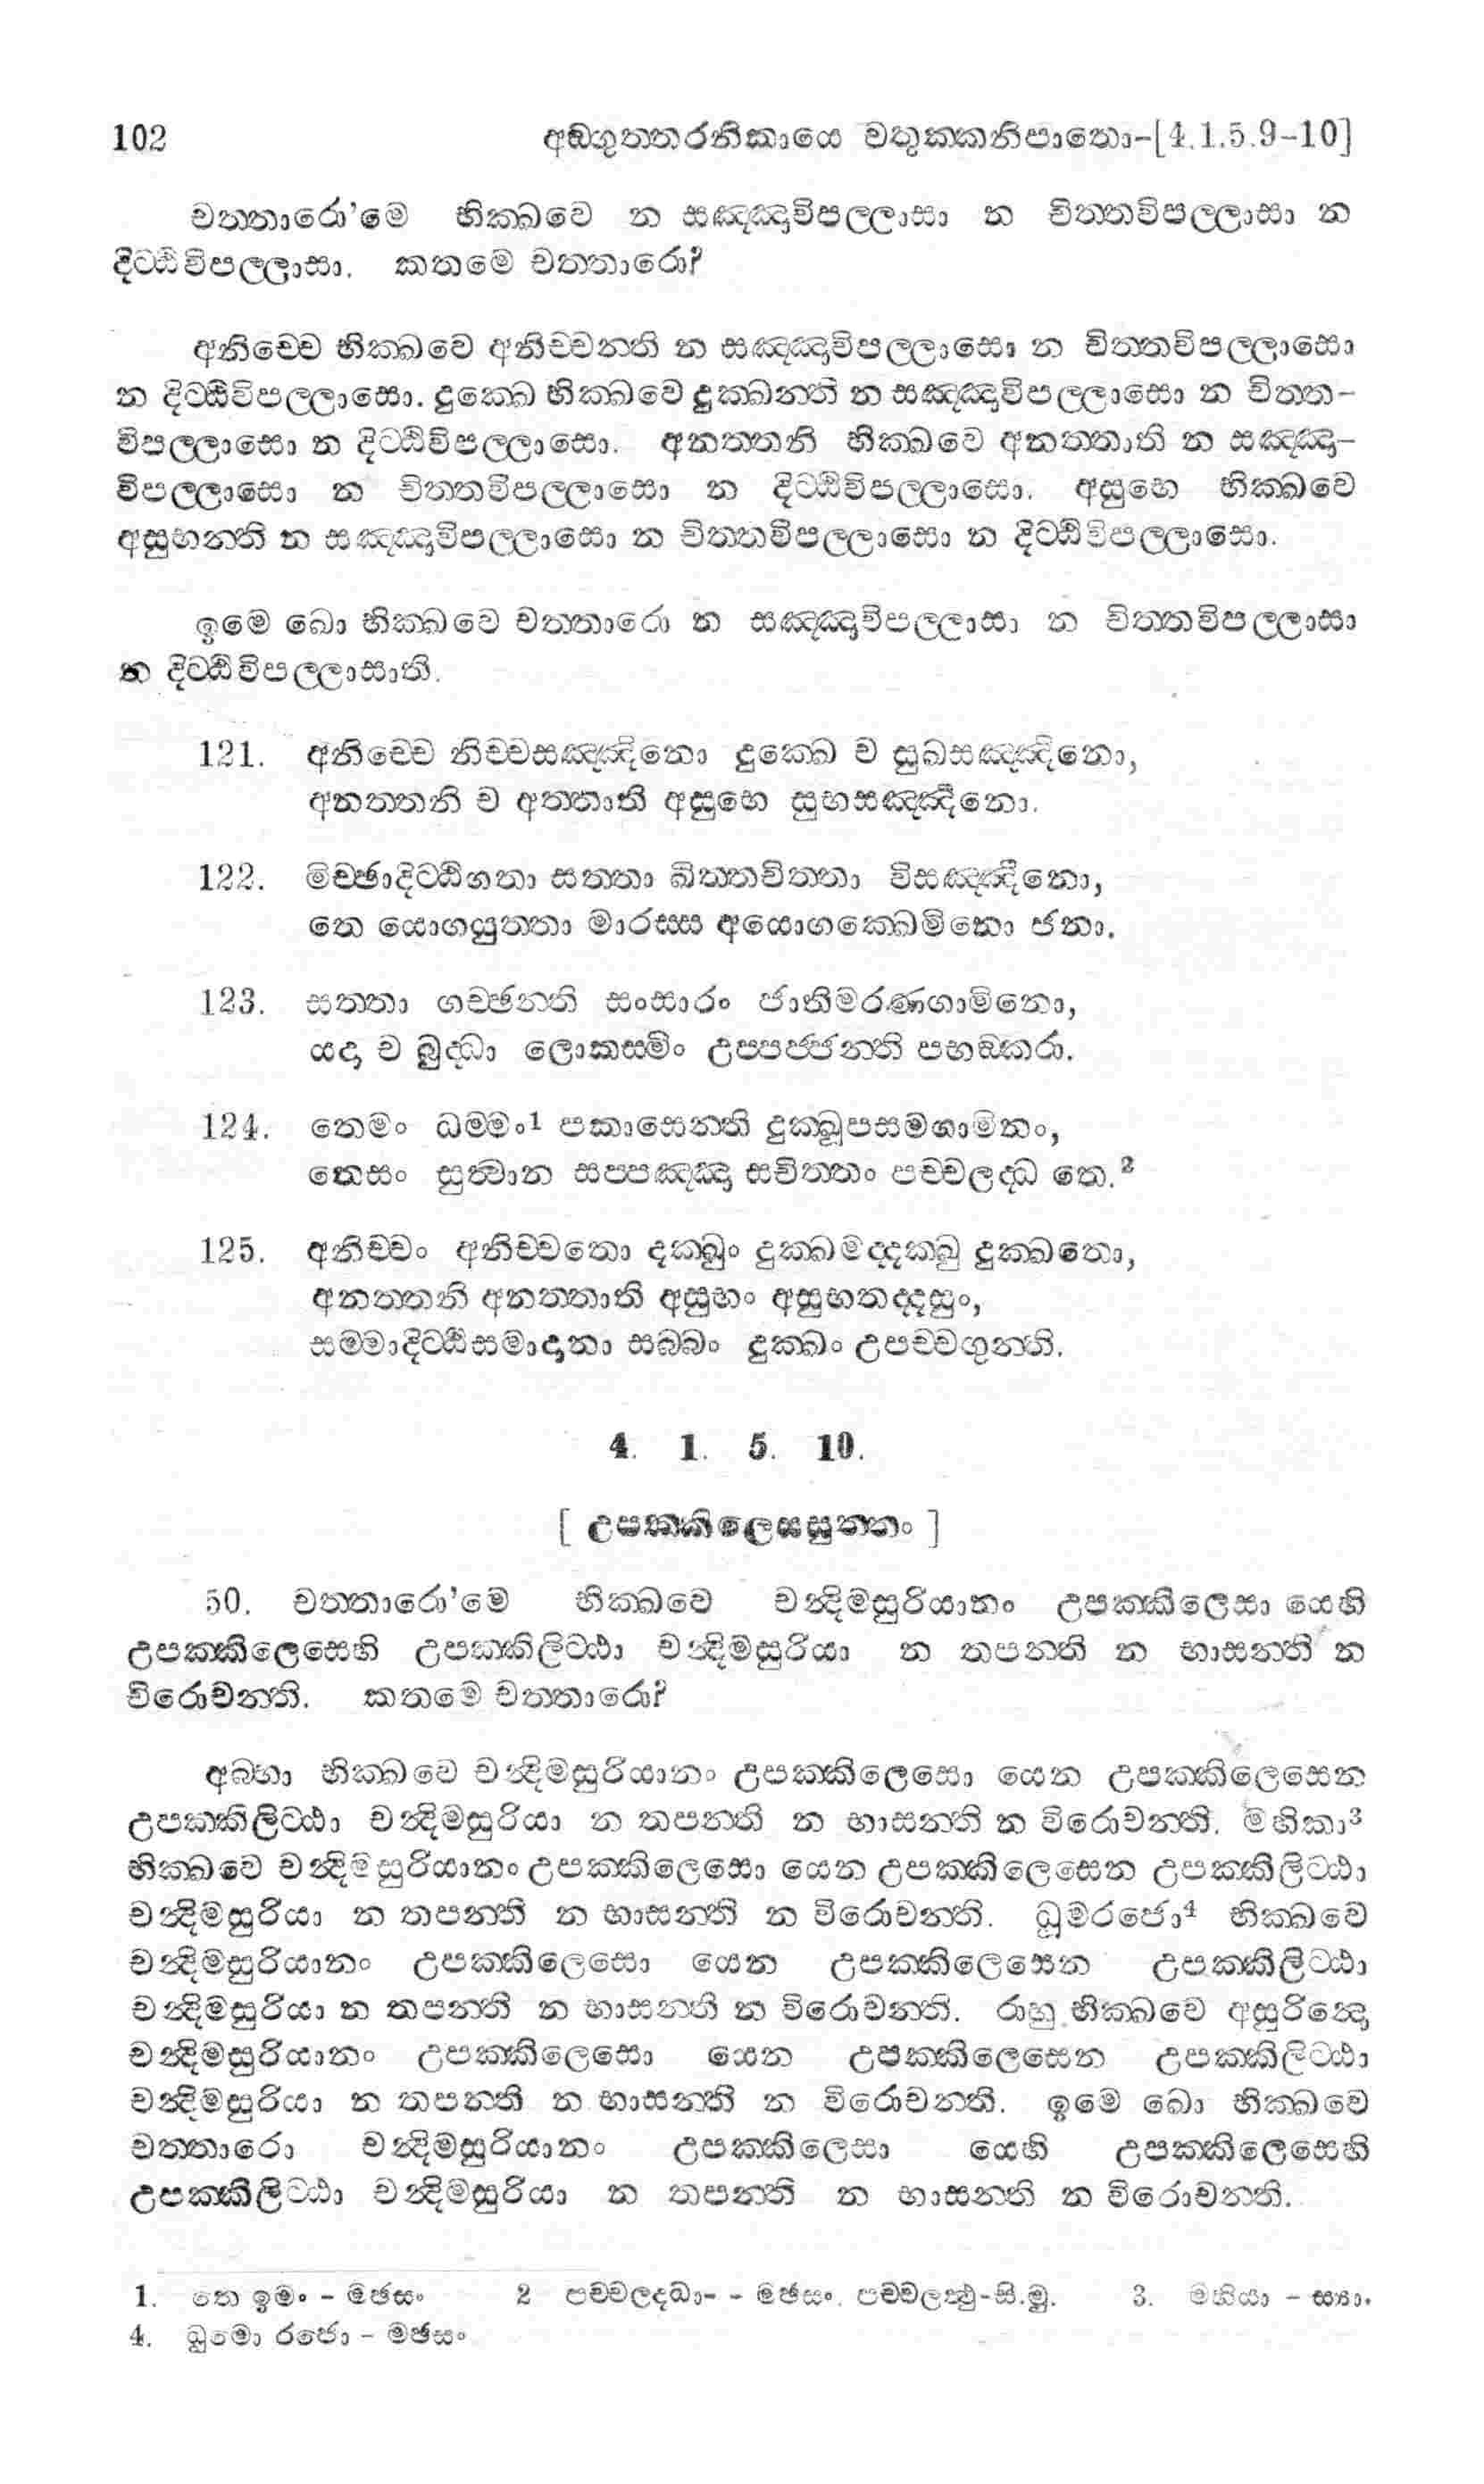 102 අඞගුත‍්තරනිකායෙ චතුක‍්කනිපාතො-[4.1.5.9-10]
චත‍්තාරො'මෙ භික‍්ඛවෙ න සඤ‍්ඤාවිපල‍්ලාසා න චිත‍්තවිපල‍්ලාසා න
දිට‍්ඨිවිපල‍්ලාසා. කතමෙ චත‍්තාරො?
අනිච‍්චෙ භික‍්ඛවෙ අනිච‍්චන‍්ති න සඤ‍්ඤාවිපල‍්ලාසො න චිත‍්තවිපල‍්ලාසො
න දිට‍්ඨිවිපල‍්ලාසො. දුක‍්ඛෙ භික‍්ඛවෙ දුක‍්ඛන‍්ති න සඤ‍්ඤාවිපල‍්ලාසො න චිත‍්ත-
විපල‍්ලාසො න දිට‍්ඨිවිපල‍්ලාසො. අනත‍්තනි භික‍්ඛවෙ අනත‍්තාති න සඤ‍්ඤා-
විපල‍්ලාසො න චිත‍්තවිපල‍්ලාසො න දිට‍්ඨිවිපල‍්ලාසො. අසුභෙ භික‍්ඛවෙ
අසුභන‍්ති න සඤ‍්ඤාවිපල‍්ලාසො න චිත‍්තවිපල‍්ලාසො න දිට‍්ඨිවිපල‍්ලාසො.
ඉමෙ ඛො භික‍්ඛවෙ චත‍්තාරො න සඤ‍්ඤාවිපල‍්ලාසා න චිත‍්තවිපල‍්ලාසා
න දිට‍්ඨිවිපල‍්ලාසාති.
121. අනිච‍්චෙ නිච‍්චසඤ‍්ඤිනො දුක‍්ඛෙ ච සුඛසඤ‍්ඤිනො,
අනත‍්තනි ච අත‍්තාති අසුභෙ සුභසඤ‍්ඤිනො.
122. මිච‍්ඡාදිට‍්ඨිගතා සත‍්තා ඛිත‍්තචිත‍්තා විසඤ‍්ඤිනො,
තෙ යොගයුත‍්තා මාරස‍්ස අයොගක‍්ඛෙමිනො ජනා.
123. සත‍්තා ගච‍්ඡන‍්ති සංසාරං ජාතිමරණගාමිනො,
යදා ච බුද‍්ධා ලොකස‍්මිං උප‍්පජ‍්ජන‍්ති පභඞ‍්කරා.
124. තෙමං ධම‍්මං1 පකාසෙන‍්ති දුක‍්ඛූපසමගාමිනං,
තෙසං සුත්‍වාන සප‍්පඤ‍්ඤා සචිත‍්තං පච‍්චලද‍්ධ තෙ.2
125. අනිච‍්චං අනිච‍්චතො දක‍්ඛුං දුක‍්ඛමද‍්දක‍්ඛු දුක‍්ඛතො,
අනත‍්තනි අනත‍්තාති අසුභං අසුභතද‍්දසුං,
සම‍්මාදිට‍්ඨිසමාදානා සබ‍්බං දුක‍්ඛං උපච‍්චගුන‍්ති.
4. 1. 5. 10.
[ උපක‍්කිලෙසසුත‍්තං ]
50. චත‍්තාරො'මෙ භික‍්ඛවෙ චන්‍දිමසුරියානං උපක‍්කිලෙසා යෙහි
උපක‍්කිලෙසෙහි උපක‍්කිලිට‍්ඨා චන්‍දිමසුරියා න තපන‍්ති න භාසන‍්ති න
විරොචන‍්ති. කතමෙ චත‍්තාරො?
අබ‍්භා භික‍්ඛවෙ චන්‍දිමසුරියානං උපක‍්කිලෙසො යෙන උපක‍්කිලෙසෙන
උපක‍්කිලිට‍්ඨා චන්‍දිමසුරියා න තපන‍්ති න භාසන‍්ති න විරොචන‍්ති. මහිකා3
භික‍්ඛවෙ චන්‍දිමසුරියානං උපක‍්කිලෙසො යෙන උපක‍්කිලෙසෙන උපක‍්කිලිට‍්ඨා
චන්‍දිමසුරියා න තපන‍්ති න භාසන‍්ති න විරොචන‍්ති. ධූමරජො4 භික‍්ඛවෙ
චන්‍දිමසුරියානං උපක‍්කිලෙසො යෙන උපක‍්කිලෙසෙන උපක‍්කිලිට‍්ඨා
චන්‍දිමසුරියා න තපන‍්ති න භාසන‍්ති න විරොචන‍්ති. රාහු භික‍්ඛවෙ අසුරින්‍දො
චන්‍දිමසුරියානං උපක‍්කිලෙසො යෙන උපක‍්කිලෙසෙන උපක‍්කිලිට‍්ඨා
චන්‍දිමසුරියා න තපන‍්ති න භාසන‍්ති න විරොචන‍්ති. ඉමෙ ඛො භික‍්ඛවෙ
චත‍්තාරො චන්‍දිමසුරියානං උපක‍්කිලෙසා යෙහි උපක‍්කිලෙසෙහි
උපක‍්කිලිට‍්ඨා චන්‍දිමසුරියා න තපන‍්ති න භාසන‍්ති න විරොචන‍්ති.
1. තෙ ඉමං - මඡසං 2 පච‍්චලද‍්ධා- - මඡසං. පච‍්චලත්‍ථු-සි.මු. 3. මහියා - ස්‍යා.
4. ධුමො රජො - මඡසං